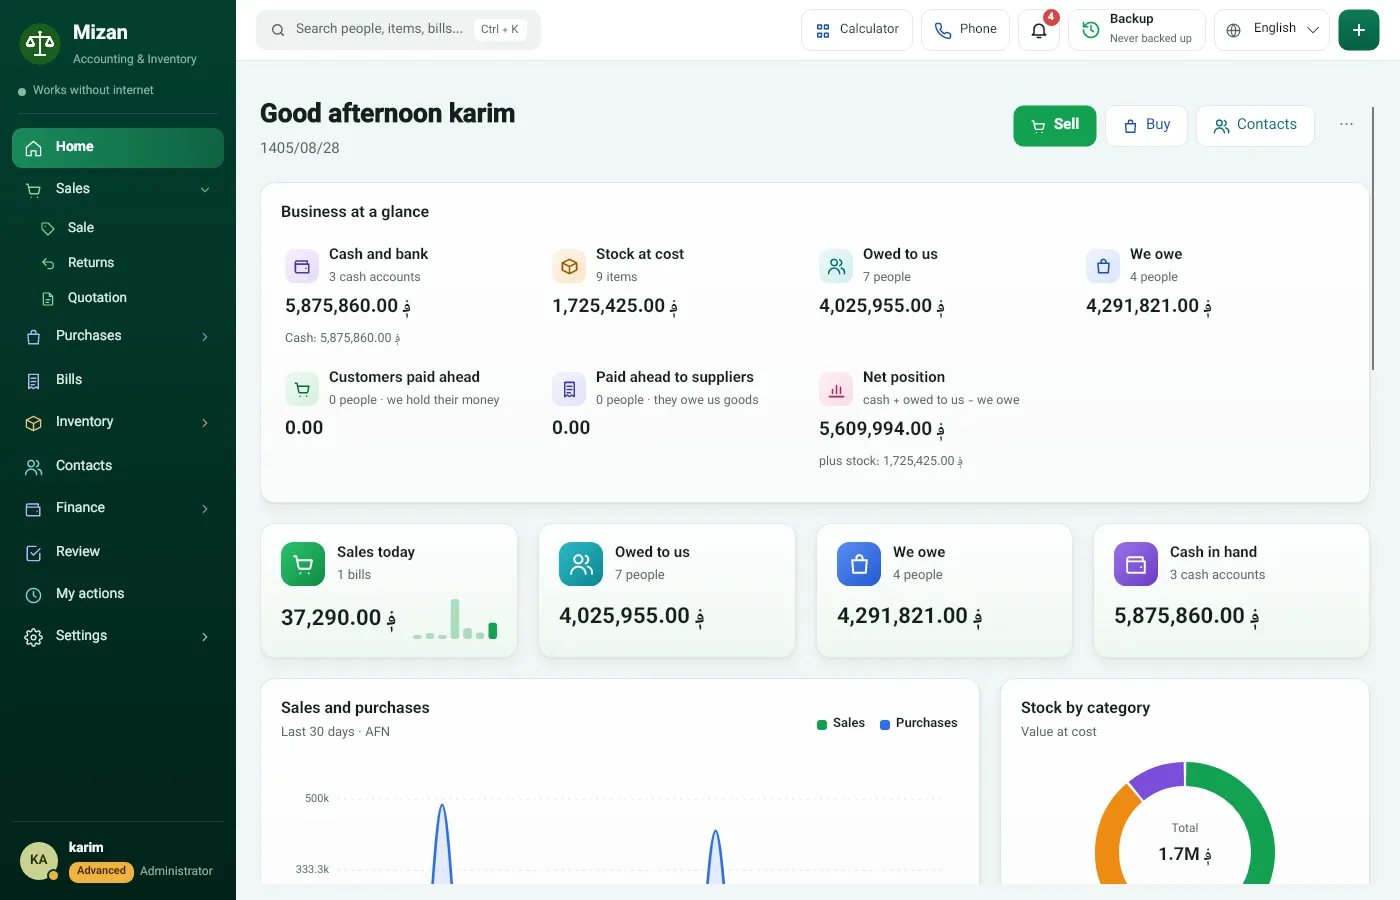 Mizan
Accounting & Inventory
Works without internet
Home
Sales
Sale
Returns
Quotation
Purchases
Bills
Inventory
Contacts
Finance
Review
My actions
Settings
KA
karim
Advanced Administrator
Search people, items, bills... Ctrl + K
Calculator
Phone
4
Backup
Never backed up
English
Good afternoon karim
1405/08/28
Sell
Buy
Contacts
Business at a glance
Cash and bank
3 cash accounts
5,875,860.00 ؋
Cash: 5,875,860.00 ؋
Stock at cost
9 items
1,725,425.00 ؋
Owed to us
7 people
4,025,955.00 ؋
We owe
4 people
4,291,821.00 ؋
Customers paid ahead
0 people · we hold their money
0.00
Paid ahead to suppliers
0 people · they owe us goods
0.00
Net position
cash + owed to us − we owe
5,609,994.00 ؋
plus stock: 1,725,425.00 ؋
Sales today
1 bills
37,290.00 ؋
Owed to us
7 people
4,025,955.00 ؋
We owe
4 people
4,291,821.00 ؋
Cash in hand
3 cash accounts
5,875,860.00 ؋
Sales and purchases
Last 30 days · AFN
Sales Purchases
500k
333.3k
Stock by category
Value at cost
Total
1.7M ؋